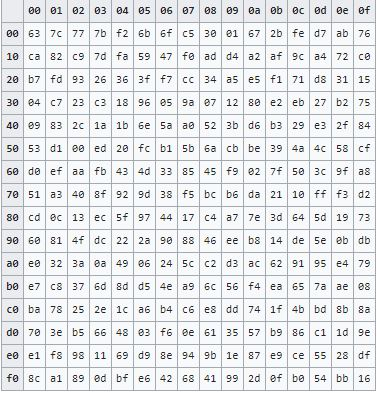 00 01 02 03 04 05 06 07 08 09 0a 0b 0c 0d 0e 0f
00 63 7c 77 7b f2 6b 6f c5 30 01 67 2b fe d7 ab 76
10 ca 82 c9 7d fa 59 47 f0 ad d4 a2 af 9c a4 72 c0
20 b7 fd 93 26 36 3f f7 cc 34 a5 e5 f1 71 d8 31 15
30 04 c7 23 c3 18 96 05 9a 07 12 80 e2 eb 27 b2 75
40 09 83 2c 1a 1b 6e 5a a0 52 3b d6 b3 29 e3 2f 84
50 53 d1 00 ed 20 fc b1 5b 6a cb be 39 4a 4c 58 cf
60 d0 ef aa fb 43 4d 33 85 45 f9 02 7f 50 3c 9f a8
70 51 a3 40 8f 92 9d 38 f5 bc b6 da 21 10 ff f3 d2
80 cd 0c 13 ec 5f 97 44 17 c4 a7 7e 3d 64 5d 19 73
90 60 81 4f dc 22 2a 90 88 46 ee b8 14 de 5e 0b db
a0 e0 32 3a 0a 49 06 24 5c c2 d3 ac 62 91 95 e4 79
b0 e7 c8 37 6d 8d d5 4e a9 6c 56 f4 ea 65 7a ae 08
c0 ba 78 25 2e 1c a6 b4 c6 e8 dd 74 1f 4b bd 8b 8a
d0 70 3e b5 66 48 03 f6 0e 61 35 57 b9 86 c1 1d 9e
e0 e1 f8 98 11 69 d9 8e 94 9b 1e 87 e9 ce 55 28 df
f0 8c a1 89 0d bf e6 42 68 41 99 2d 0f b0 54 bb 16